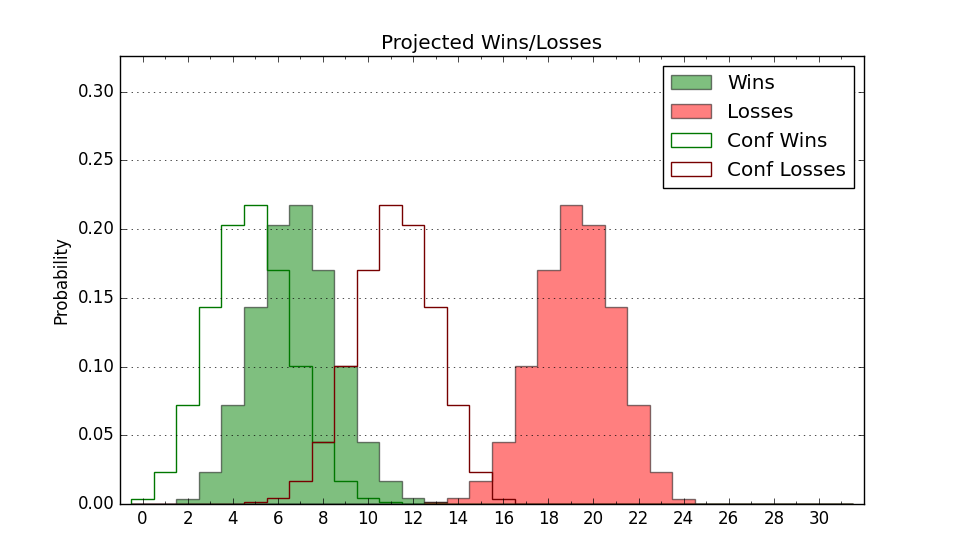 Projected Wins/Losses
Probability
0.30
0.25
0.20
0.15
0.10
0.05
0.00
0 2 4 6 8 10 12 14 16 18 20 22 24 26 28 30
Wins
Losses
Conf Wins
Conf Losses